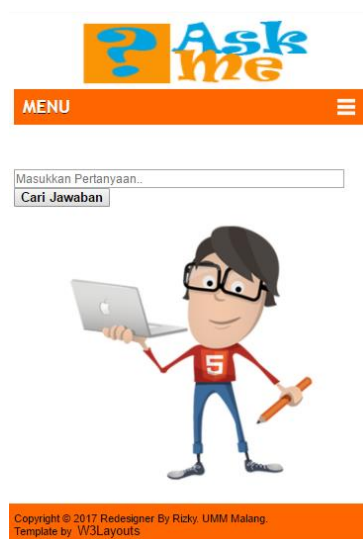 ?
Ask
me
MENU
Masukkan Pertanyaan..
Cari Jawaban
5
Copyright © 2017 Redesigner By Rizky. UMM Malang.
Template by W3Layouts